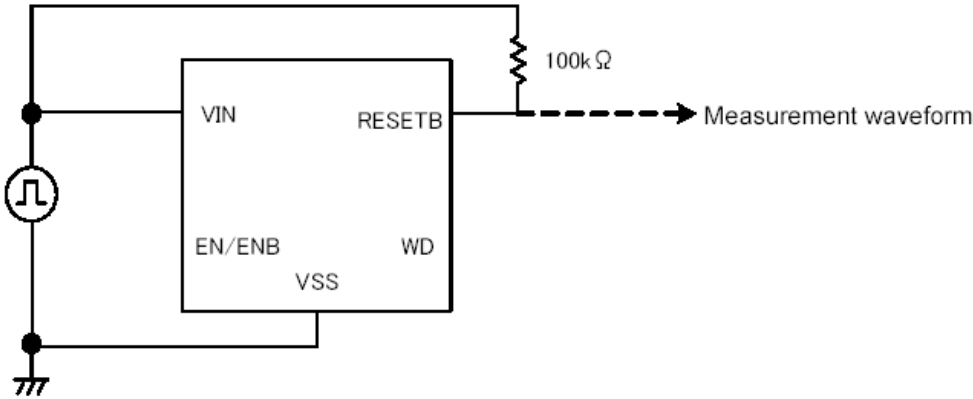 100kΩ
VIN
RESETB
Measurement waveform
EN/ENB
WD
VSS